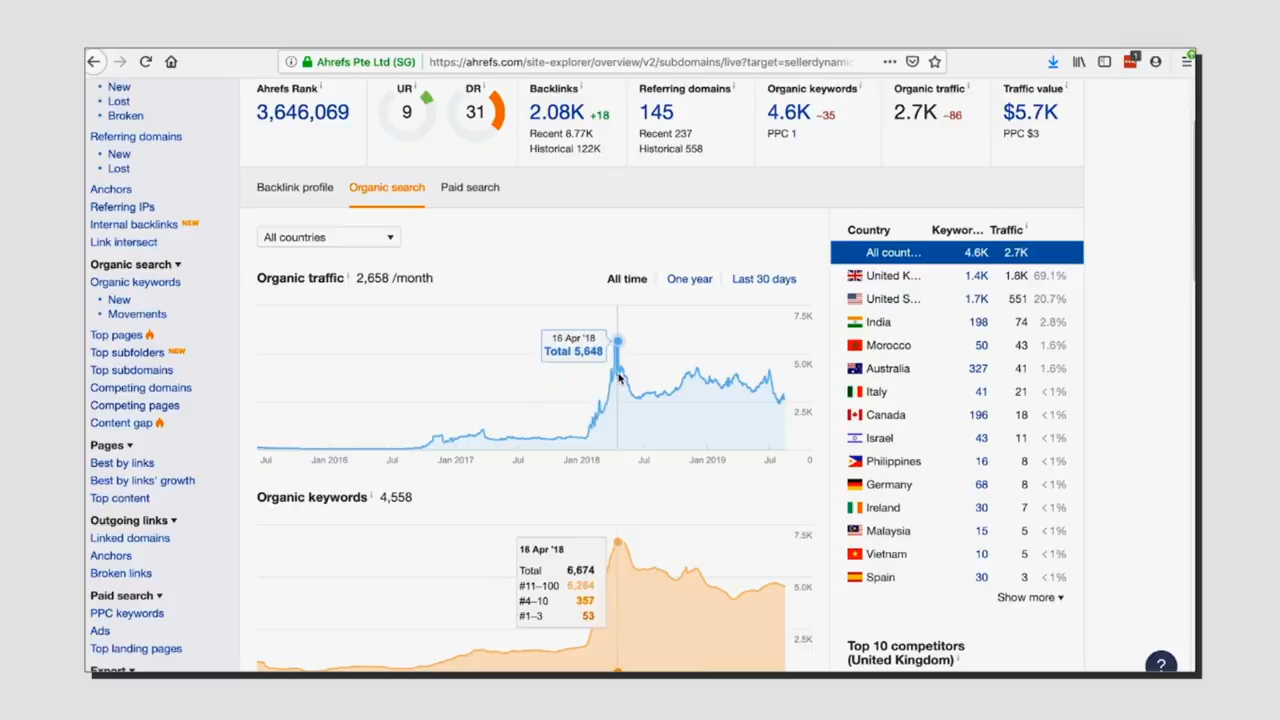 Ahrefs Pte Ltd (SG) https://ahrefs.com/site-explorer/overview/v2/subdomains/live?target=sellerdynamic
1
• New
• Lost
• Broken
Referring domains
• New
• Lost
Anchors
Referring IPs
Internal backlinks NEW
Link intersect
Organic search ▾
Organic keywords
• New
• Movements
Top pages
Top subfolders NEW
Top subdomains
Competing domains
Competing pages
Content gap
Pages ▾
Best by links
Best by links' growth
Top content
Outgoing links ▾
Linked domains
Anchors
Broken links
Paid search ▾
PPC keywords
Ads
Top landing pages
Export ▾
Ahrefs Rank i
3,646,069
UR i
9
DR i
31
Backlinks i
2.08K +18
Recent 8.77K
Historical 122K
Referring domains i
145
Recent 237
Historical 558
Organic keywords i
4.6K −35
PPC 1
Organic traffic i
2.7K −86
Traffic value i
$5.7K
PPC $3
Backlink profile Organic search Paid search
All countries ▾
Organic traffic i 2,658 /month
All time One year Last 30 days
7.5K
5.0K
2.5K
0
16 Apr '18
Total 5,648
Jul Jan 2016 Jul Jan 2017 Jul Jan 2018 Jul Jan 2019 Jul
Organic keywords i 4,558
7.5K
5.0K
2.5K
16 Apr '18
Total 6,674
#11–100 6,264
#4–10 357
#1–3 53
Country Keywor... Traffic i
All count... 4.6K 2.7K
United K... 1.4K 1.8K 69.1%
United S... 1.7K 551 20.7%
India 198 74 2.8%
Morocco 50 43 1.6%
Australia 327 41 1.6%
Italy 41 21 <1%
Canada 196 18 <1%
Israel 43 11 <1%
Philippines 16 8 <1%
Germany 68 8 <1%
Ireland 30 7 <1%
Malaysia 15 5 <1%
Vietnam 10 5 <1%
Spain 30 3 <1%
Show more ▾
Top 10 competitors
(United Kingdom) i
?